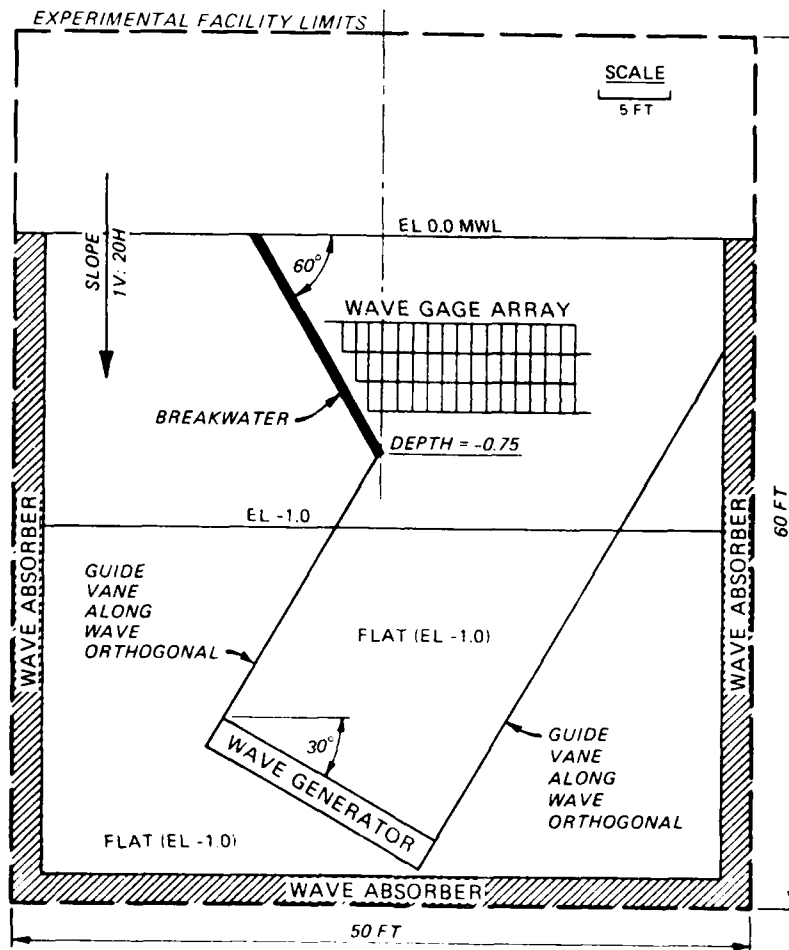 EXPERIMENTAL FACILITY LIMITS
SCALE
5 FT
EL 0.0 MWL
SLOPE
1V: 20H
60°
WAVE GAGE ARRAY
BREAKWATER
DEPTH = -0.75
EL -1.0
WAVE ABSORBER
WAVE ABSORBER
60 FT
GUIDE
VANE
ALONG
WAVE
ORTHOGONAL
FLAT (EL -1.0)
30°
WAVE GENERATOR
GUIDE
VANE
ALONG
WAVE
ORTHOGONAL
FLAT (EL -1.0)
WAVE ABSORBER
50 FT